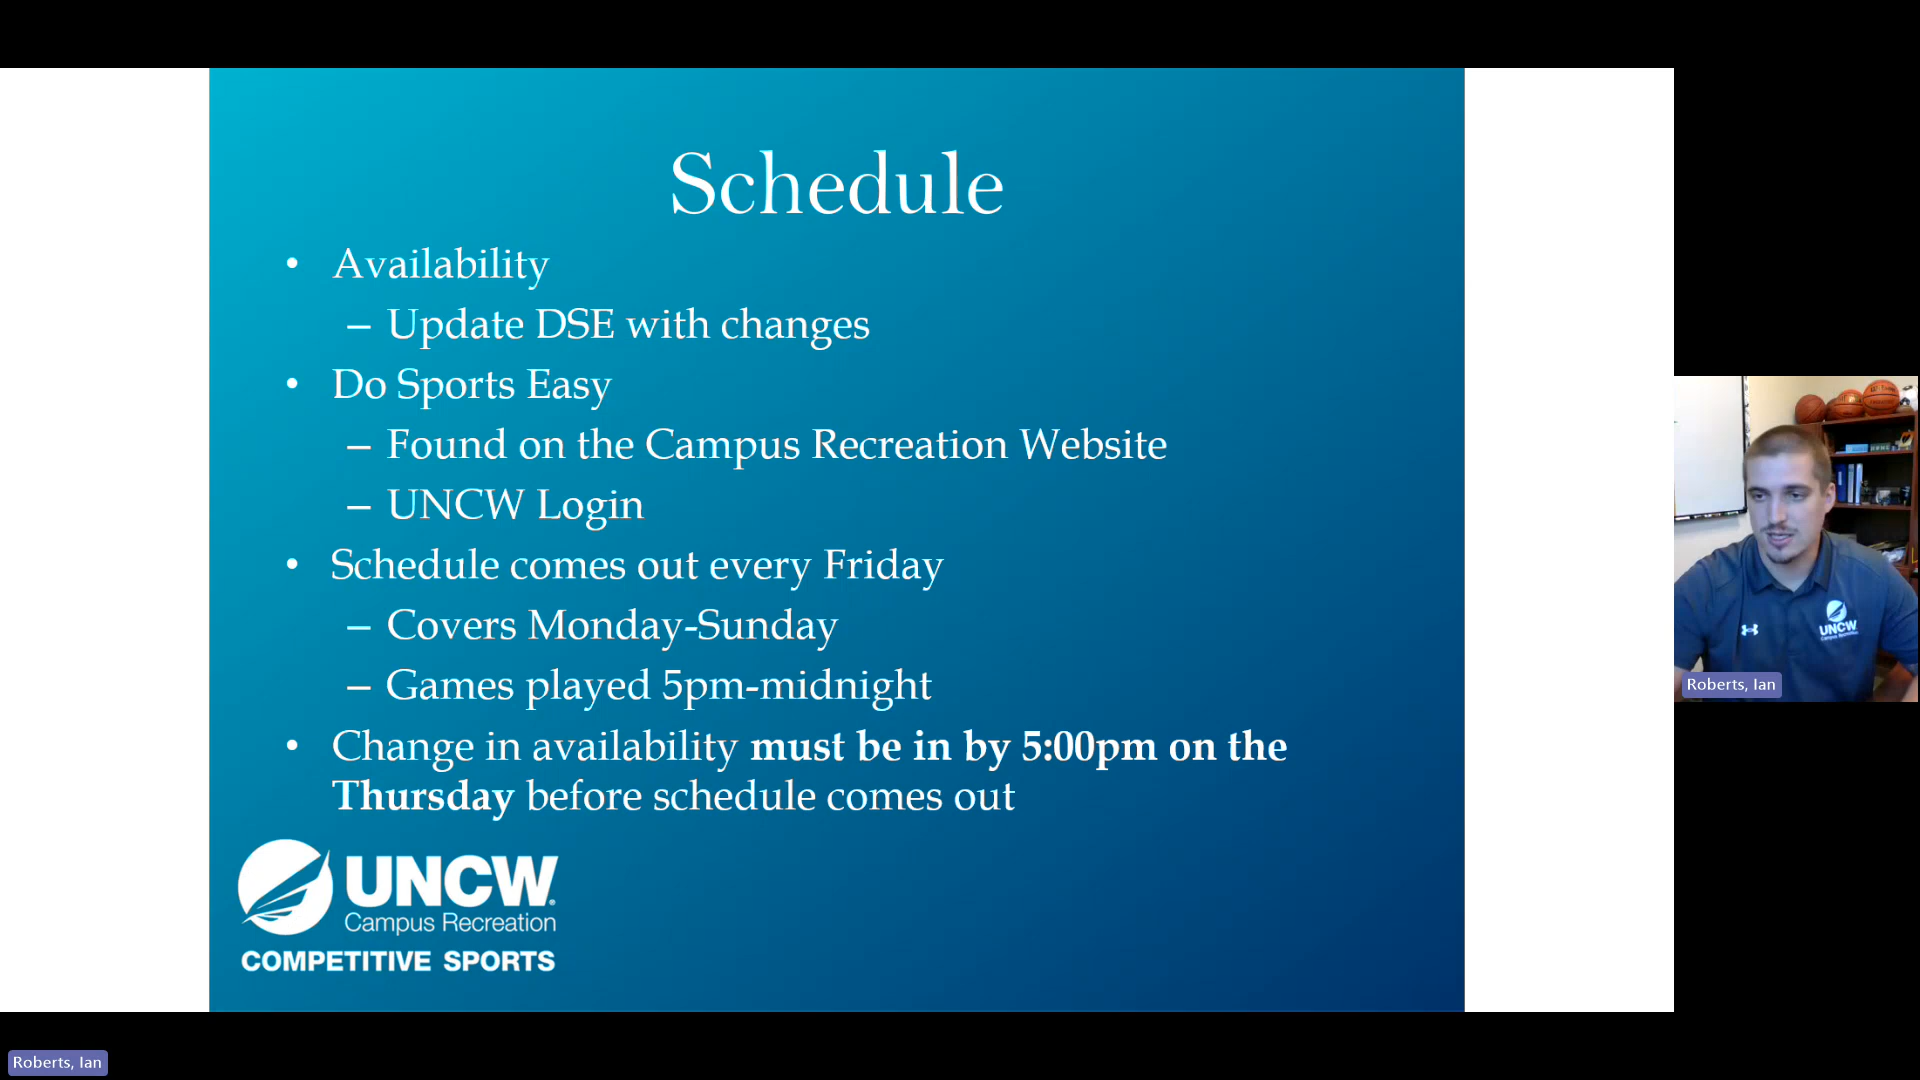 Schedule
• Availability
– Update DSE with changes
• Do Sports Easy
– Found on the Campus Recreation Website
– UNCW Login
• Schedule comes out every Friday
– Covers Monday-Sunday
– Games played 5pm-midnight
• Change in availability must be in by 5:00pm on the
Thursday before schedule comes out
UNCW
Campus Recreation
COMPETITIVE SPORTS
UNCW
Roberts, Ian
Roberts, Ian